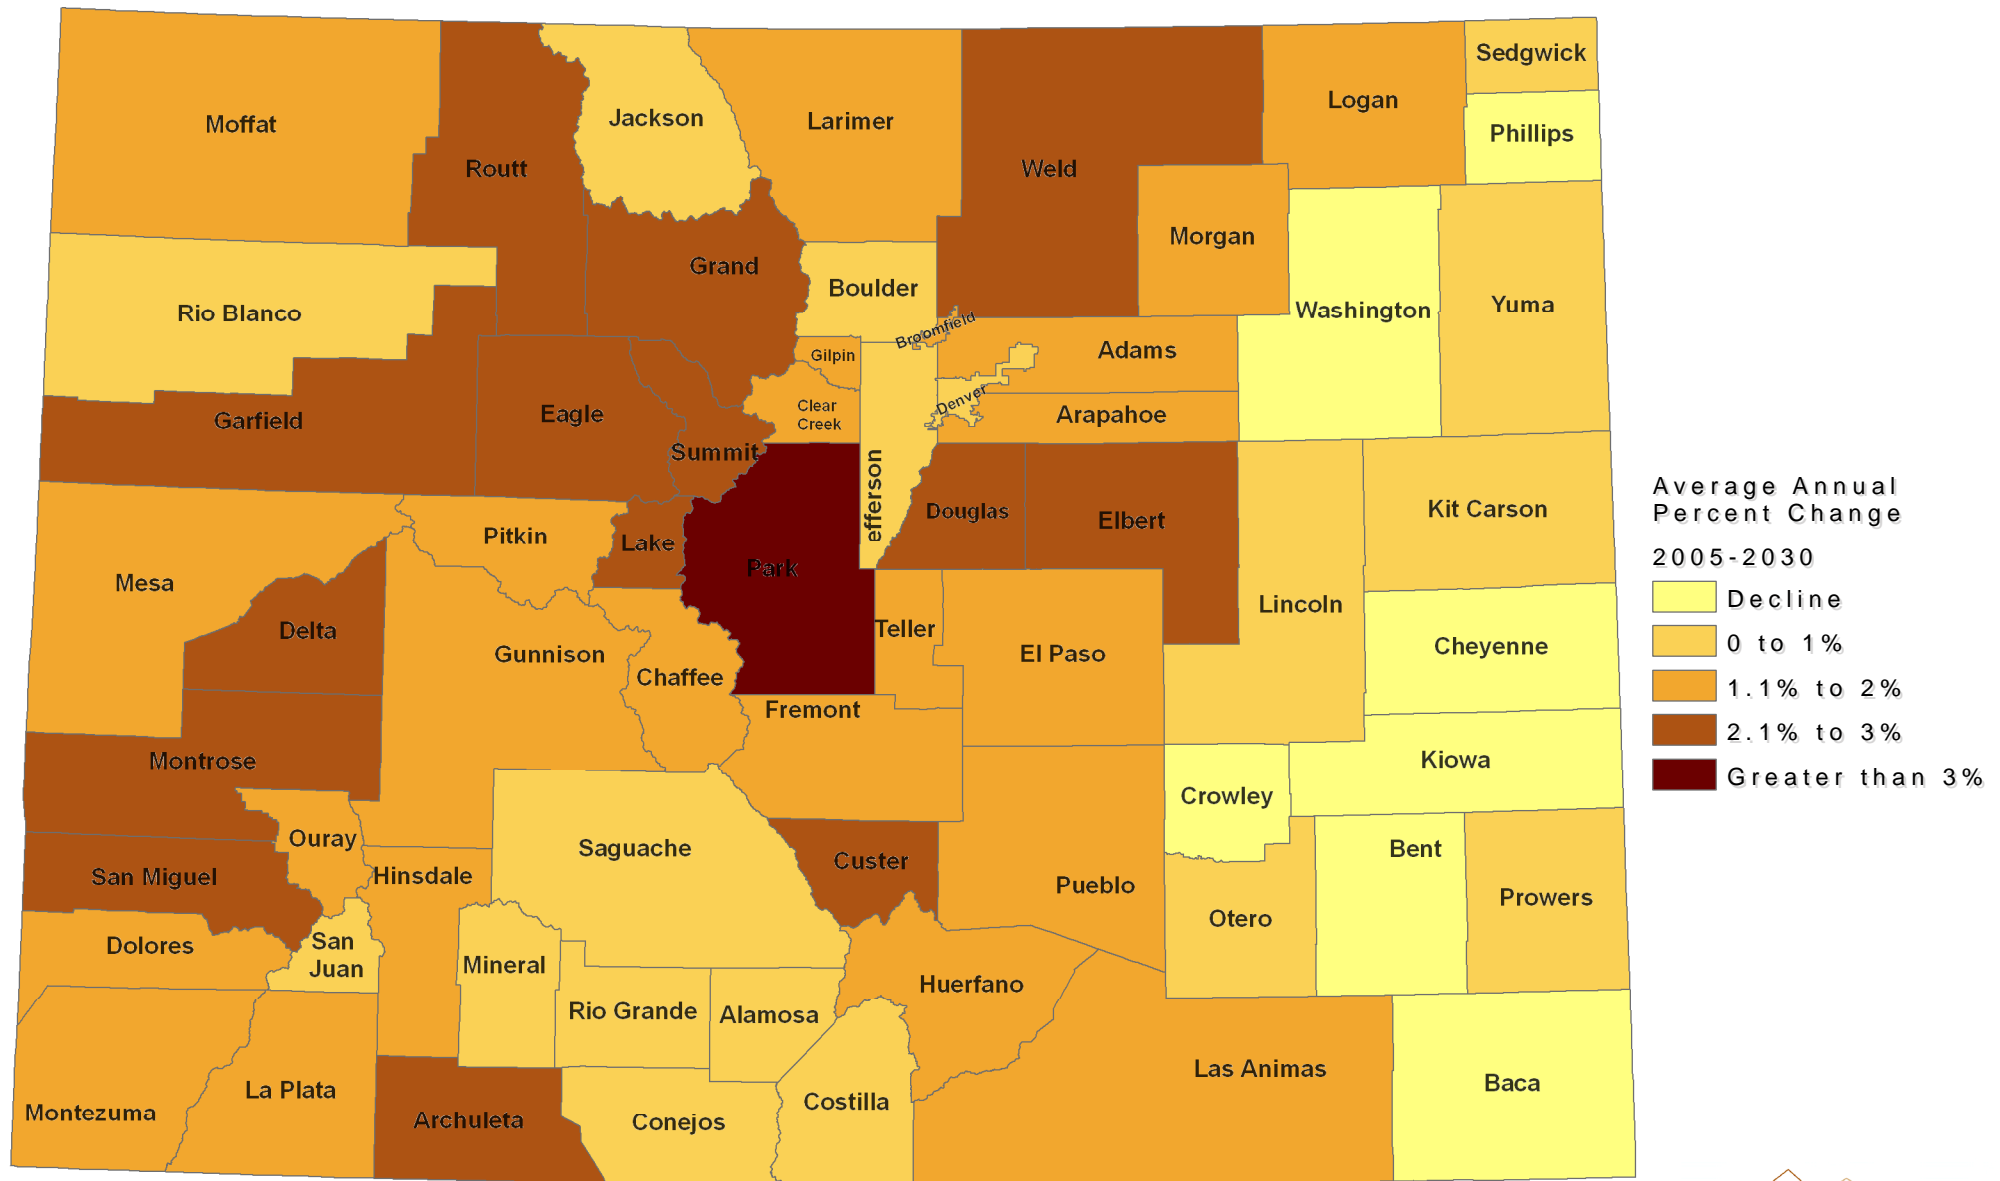 Sedgwick
Moffat
Jackson
Larimer
Logan
Phillips
Routt
Weld
Morgan
Grand
Boulder
Rio Blanco
Washington
Yuma
Broomfield
Gilpin
Adams
Garfield
Eagle
Clear
Creek
Denver
Arapahoe
Summit
efferson
Douglas
Elbert
Kit Carson
Pitkin
Lake
Park
Mesa
Lincoln
Delta
Teller
Gunnison
El Paso
Cheyenne
Chaffee
Fremont
Montrose
Kiowa
Crowley
Ouray
Saguache
Bent
San Miguel
Hinsdale
Custer
Pueblo
Prowers
Otero
Dolores
San
Juan
Mineral
Huerfano
Rio Grande
Alamosa
Las Animas
La Plata
Baca
Montezuma
Archuleta
Conejos
Costilla
Average Annual
Percent Change
2005-2030
Decline
0 to 1%
1.1% to 2%
2.1% to 3%
Greater than 3%